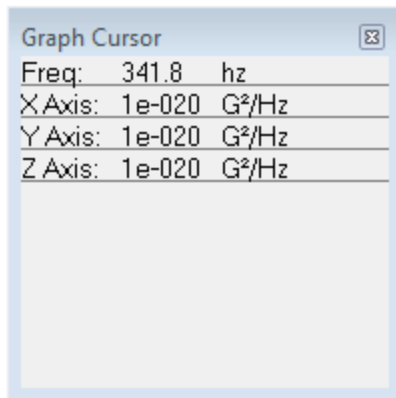 Graph Cursor
Freq: 341.8 hz
X Axis: 1e-020 G²/Hz
Y Axis: 1e-020 G²/Hz
Z Axis: 1e-020 G²/Hz